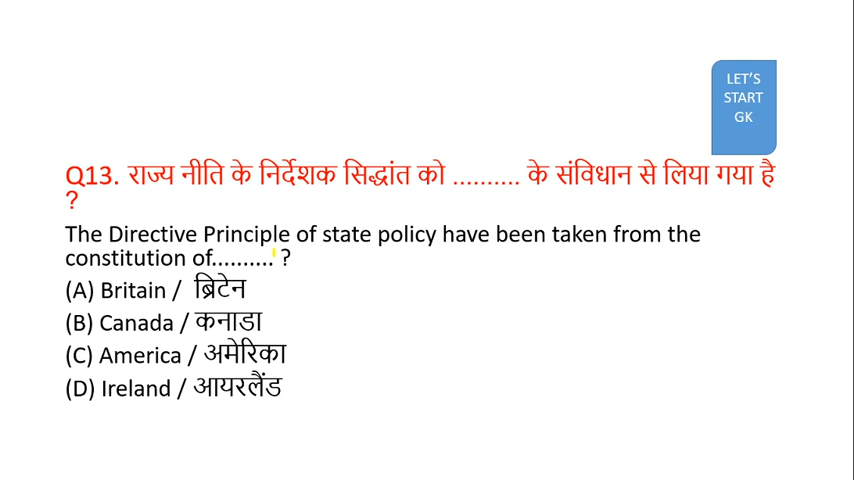 LET'S
START
GK
Q13. राज्य नीति के निर्देशक सिद्धांत को .......... के संविधान से लिया गया है
?
The Directive Principle of state policy have been taken from the
constitution of..........' ?
(A) Britain / ब्रिटेन
(B) Canada / कनाडा
(C) America / अमेरिका
(D) Ireland / आयरलैंड